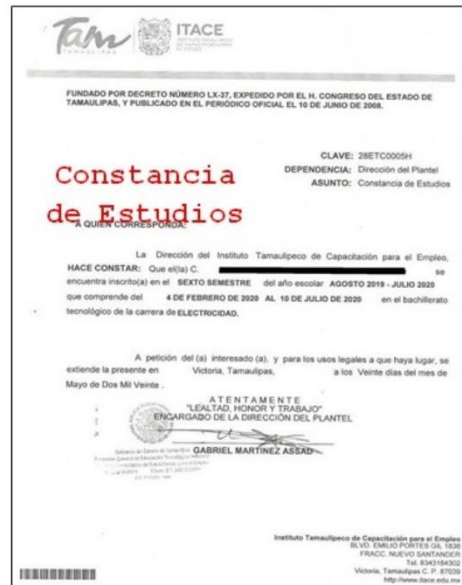 Tam
TAMAULIPAS
ITACE
FUNDADO POR DECRETO NÚMERO LX-37, EXPEDIDO POR EL H. CONGRESO DEL ESTADO DE
TAMAULIPAS, Y PUBLICADO EN EL PERIÓDICO OFICIAL EL 10 DE JUNIO DE 2008.
CLAVE: 28ETC0005H
DEPENDENCIA: Dirección del Plantel
ASUNTO: Constancia de Estudios
Constancia
de Estudios
A QUIEN CORRESPONDA:
La Dirección del Instituto Tamaulipeco de Capacitación para el Empleo,
HACE CONSTAR: Que el(la) C. se
encuentra inscrito(a) en el SEXTO SEMESTRE del año escolar AGOSTO 2019 - JULIO 2020
que comprende del 4 DE FEBRERO DE 2020 AL 10 DE JULIO DE 2020 en el bachillerato
tecnológico de la carrera de ELECTRICIDAD.
A petición del (a) interesado (a), y para los usos legales a que haya lugar, se
extiende la presente en Victoria, Tamaulipas, a los Veinte días del mes de
Mayo de Dos Mil Veinte .
A T E N T A M E N T E
"LEALTAD, HONOR Y TRABAJO"
ENCARGADO DE LA DIRECCIÓN DEL PLANTEL
GABRIEL MARTINEZ ASSAD
Instituto Tamaulipeco de Capacitación para el Empleo
BLVD. EMILIO PORTES GIL 1836
FRACC. NUEVO SANTANDER
Tel. 8343164302
Victoria, Tamaulipas C. P. 87039
http://www.itace.edu.mx